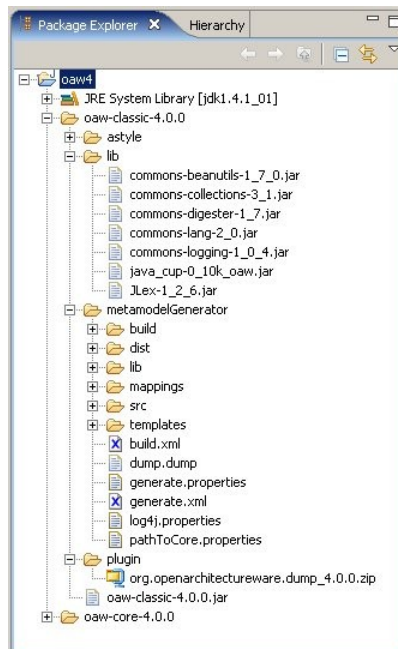 Package Explorer Hierarchy
oaw4
JRE System Library [jdk1.4.1_01]
oaw-classic-4.0.0
astyle
lib
commons-beanutils-1_7_0.jar
commons-collections-3_1.jar
commons-digester-1_7.jar
commons-lang-2_0.jar
commons-logging-1_0_4.jar
java_cup-0_10k_oaw.jar
JLex-1_2_6.jar
metamodelGenerator
build
dist
lib
mappings
src
templates
build.xml
dump.dump
generate.properties
generate.xml
log4j.properties
pathToCore.properties
plugin
org.openarchitectureware.dump_4.0.0.zip
oaw-classic-4.0.0.jar
oaw-core-4.0.0